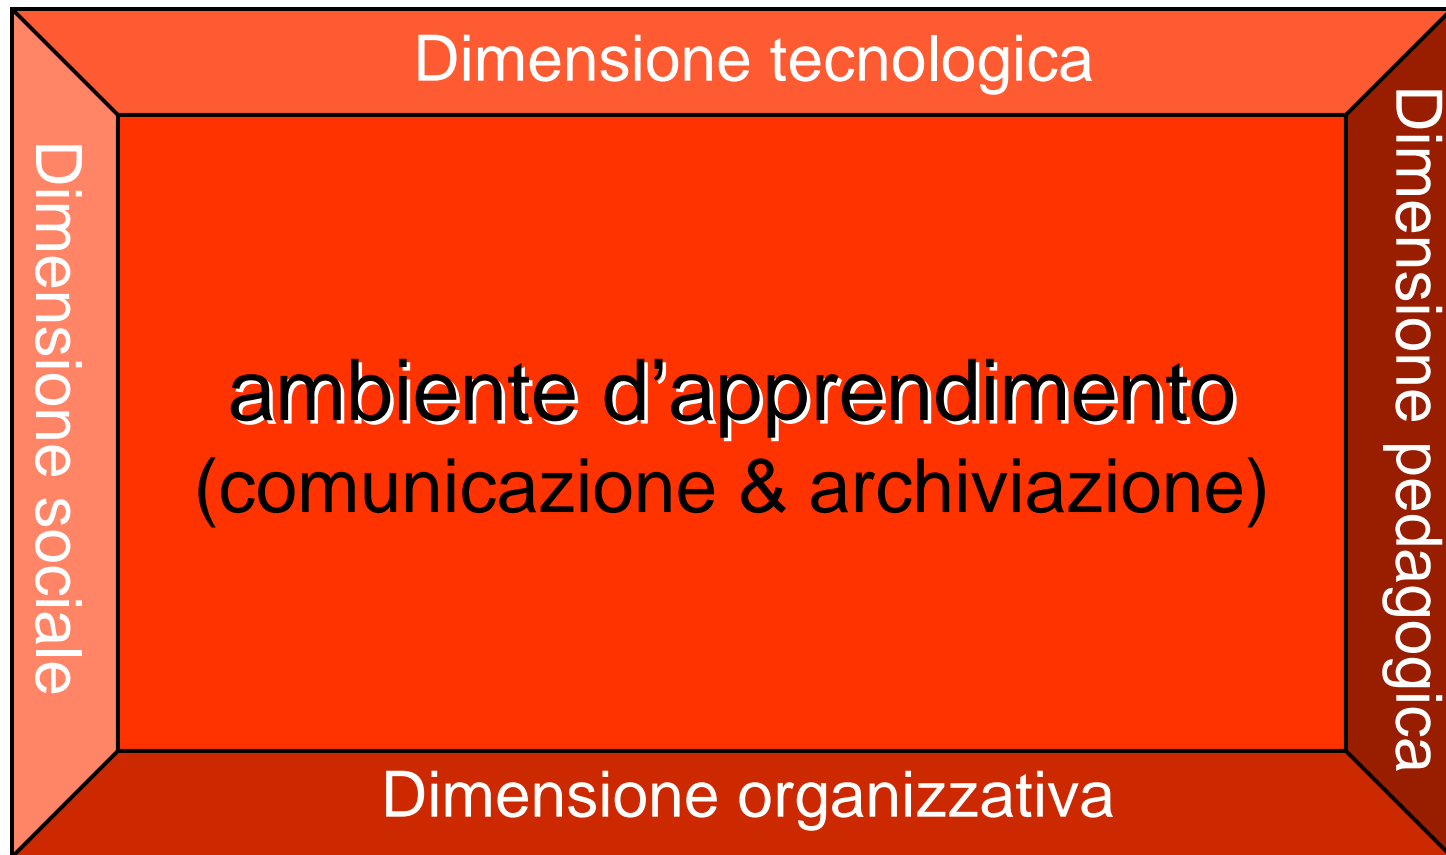 Dimensione tecnologica
Dimensione sociale
ambiente d’apprendimento
(comunicazione & archiviazione)
Dimensione pedagogica
Dimensione organizzativa